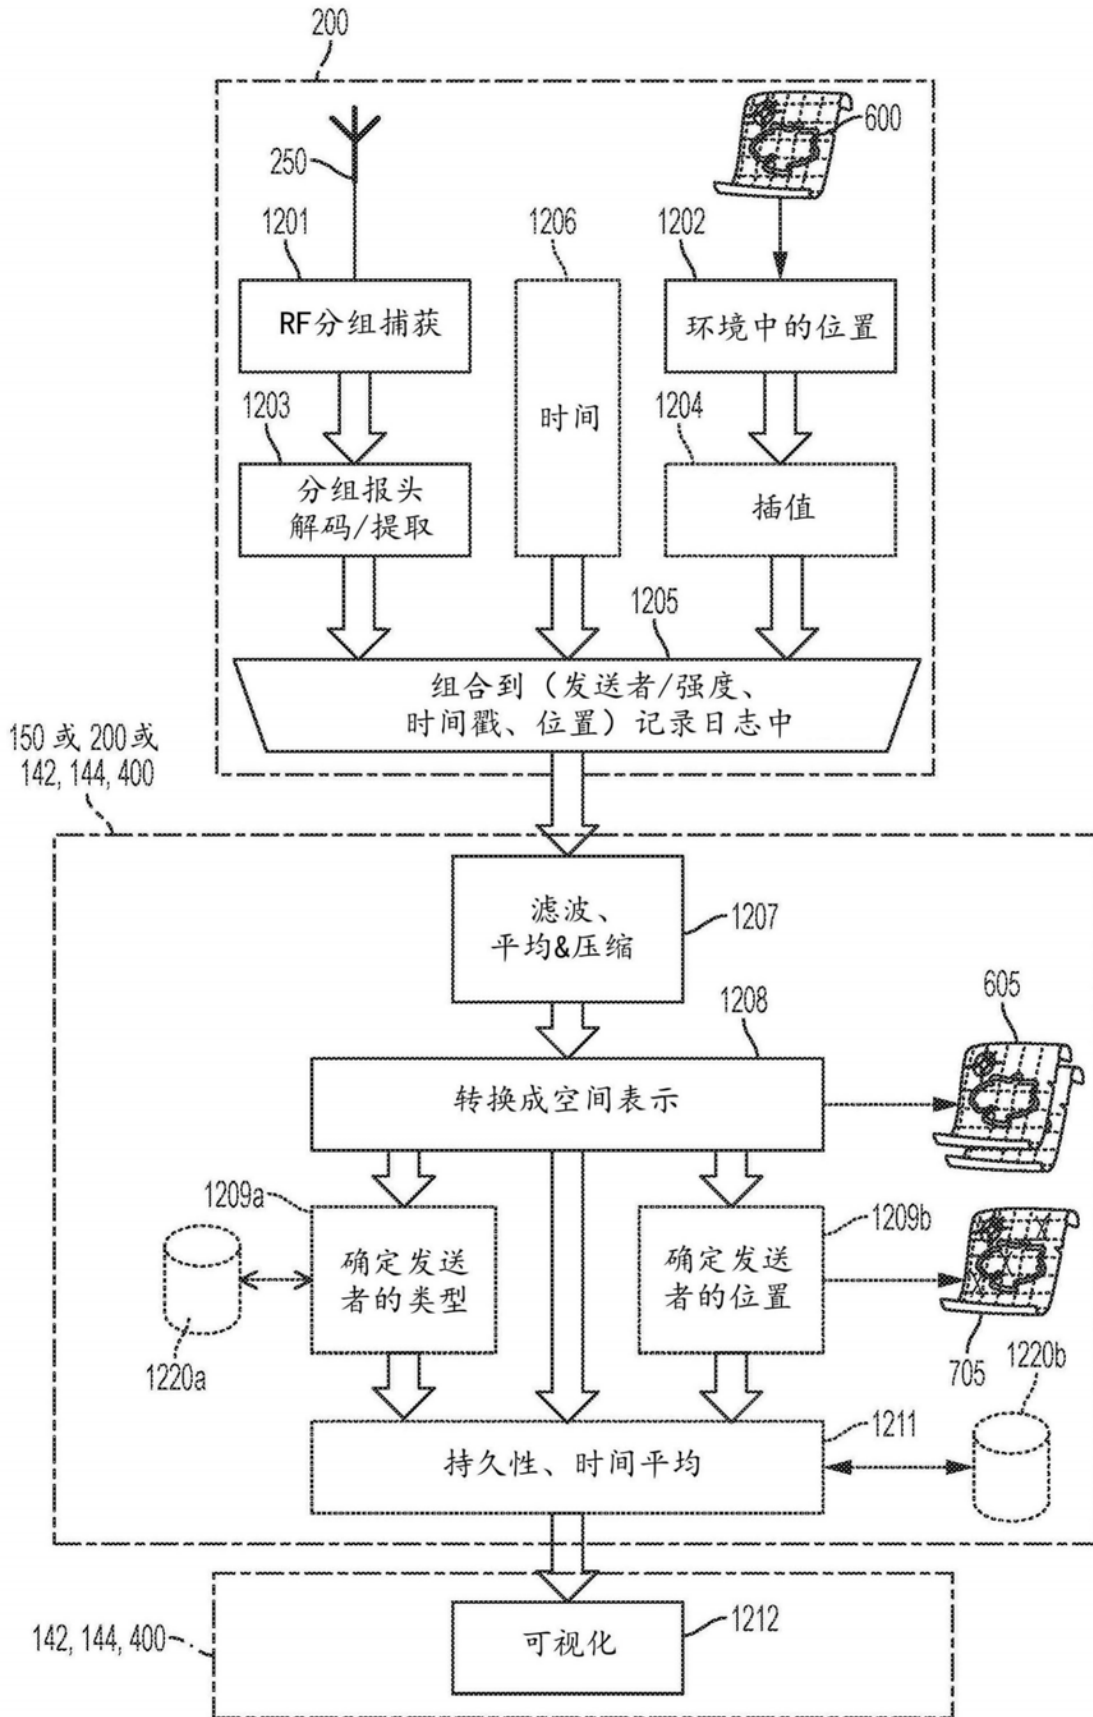 200
250
600
1201
1206
1202
RF分组捕获
时间
环境中的位置
1203
1204
分组报头
解码/提取
插值
1205
组合到（发送者/强度、
时间戳、位置）记录日志中
150 或 200 或
142, 144, 400
滤波、
平均&压缩
1207
1208
605
转换成空间表示
1209a
1209b
确定发送
者的类型
确定发送
者的位置
1220a
705
1220b
1211
持久性、时间平均
142, 144, 400
可视化
1212